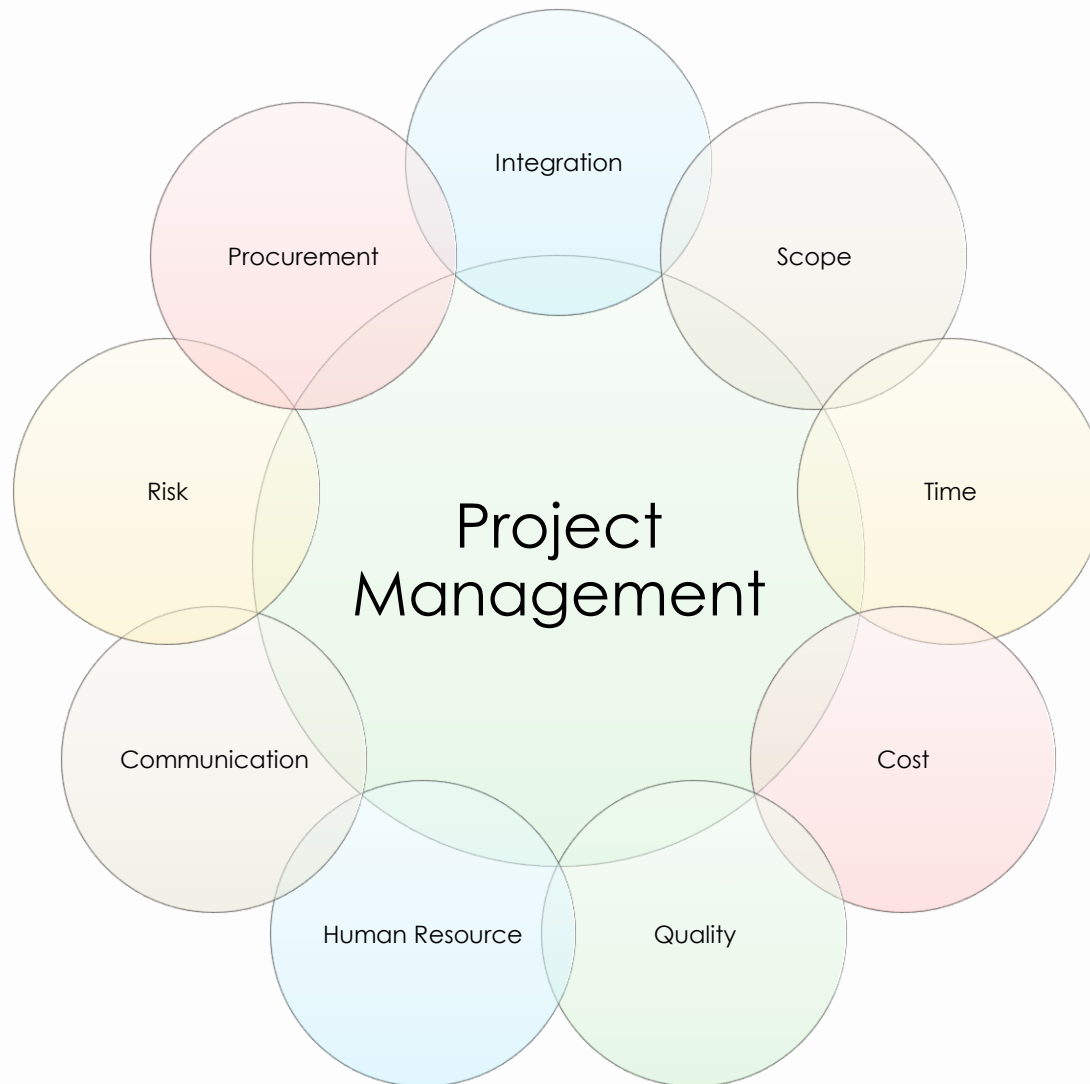 Integration
Procurement
Scope
Risk
Time
Project
Management
Communication
Cost
Human Resource
Quality